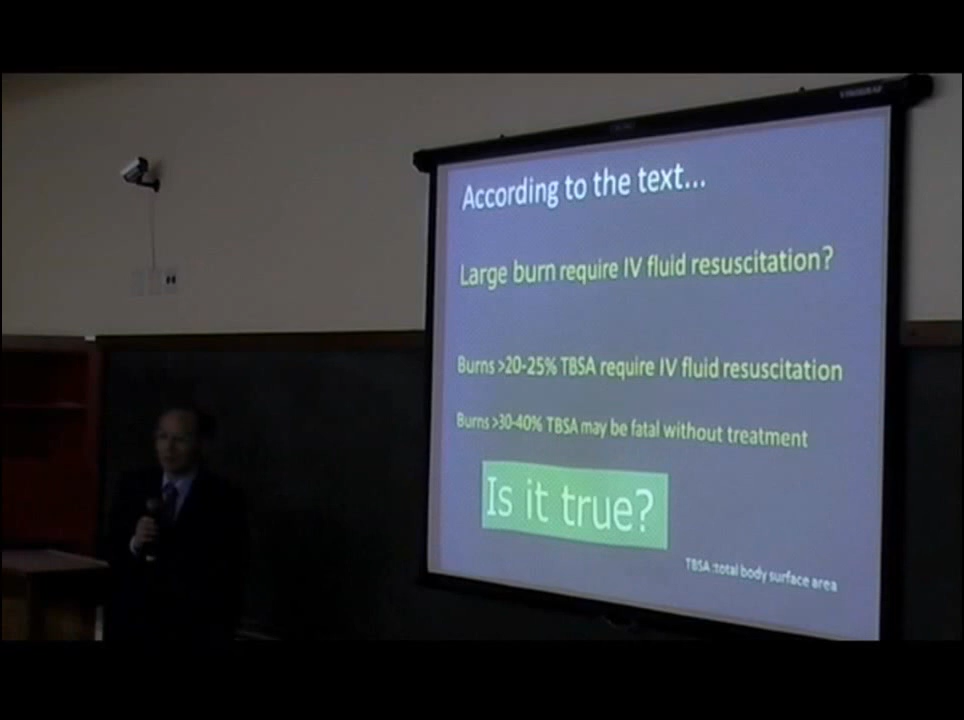 According to the text...
Large burn require IV fluid resuscitation?
Burns >20-25% TBSA require IV fluid resuscitation
Burns >30-40% TBSA may be fatal without treatment
Is it true?
TBSA :total body surface area